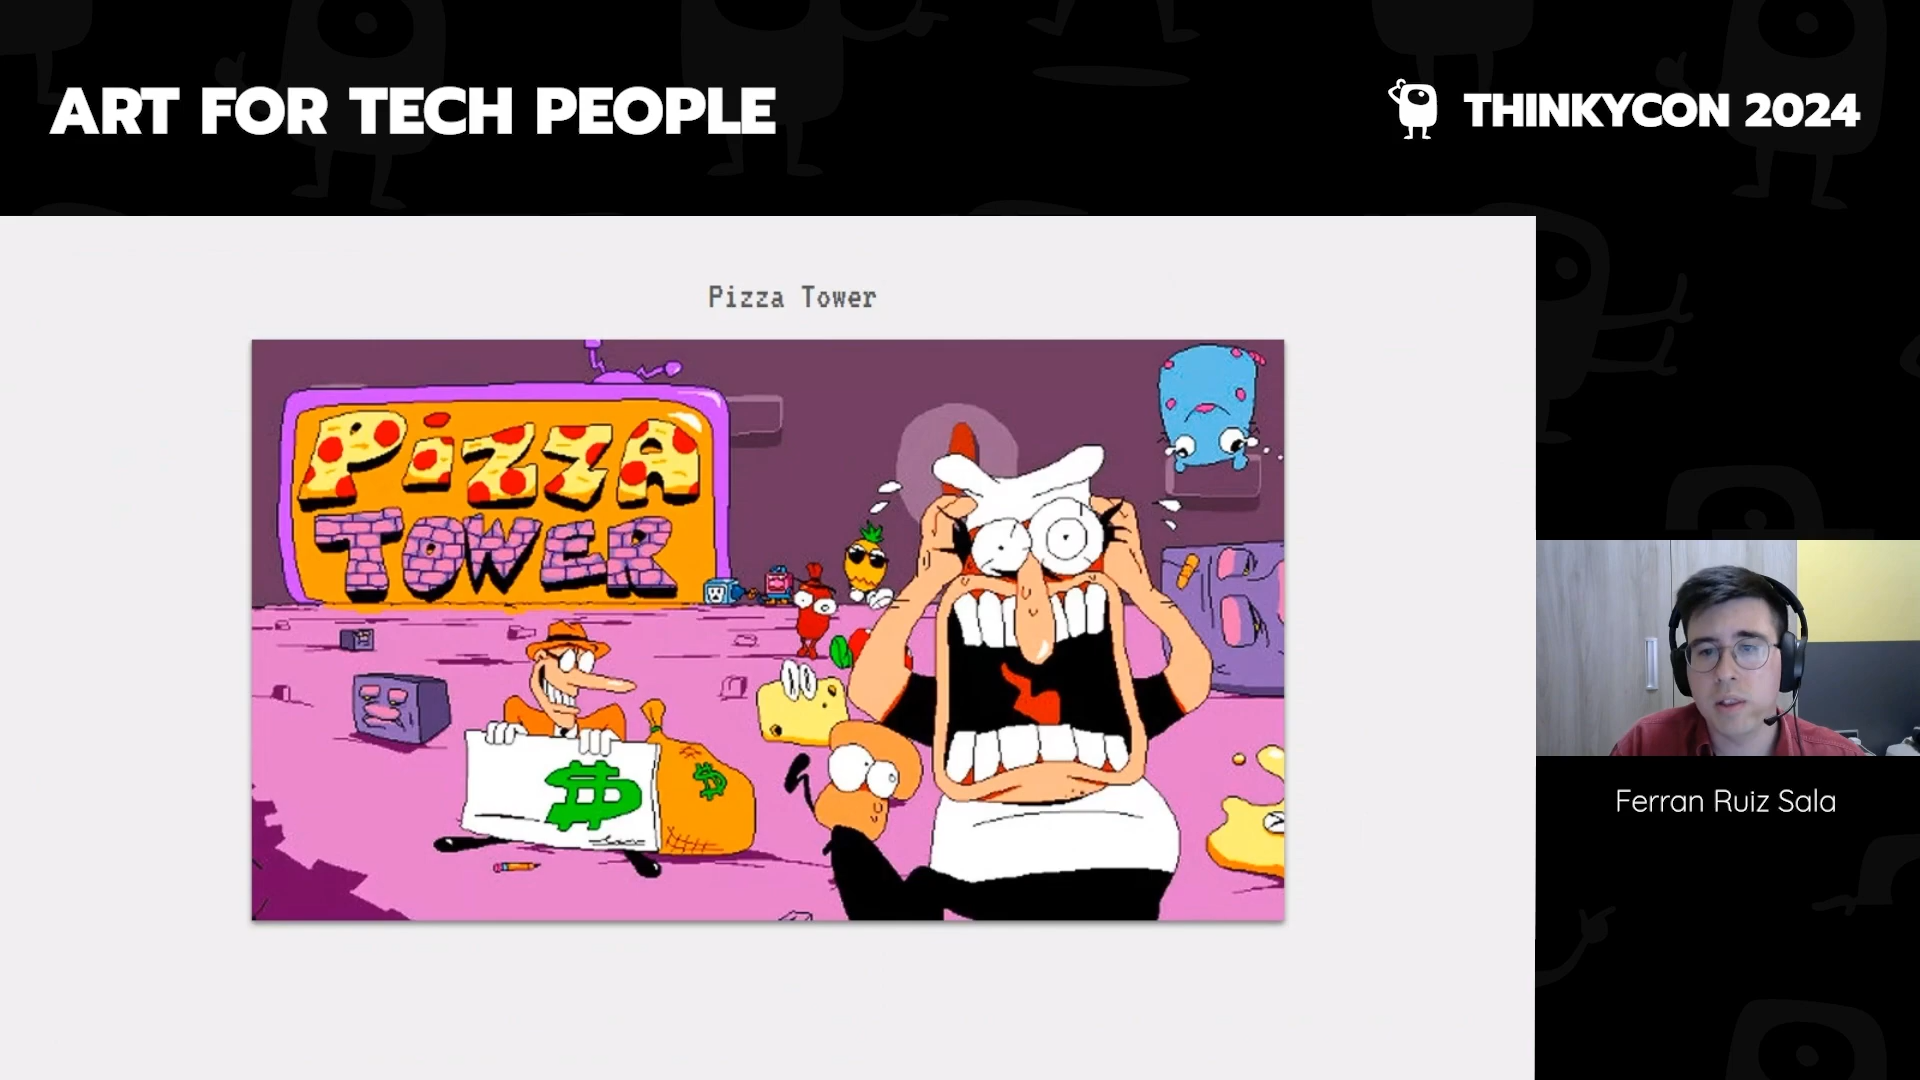 ART FOR TECH PEOPLE
THINKYCON 2024
Pizza Tower
PIZZA
TOWER
$
$
Ferran Ruiz Sala